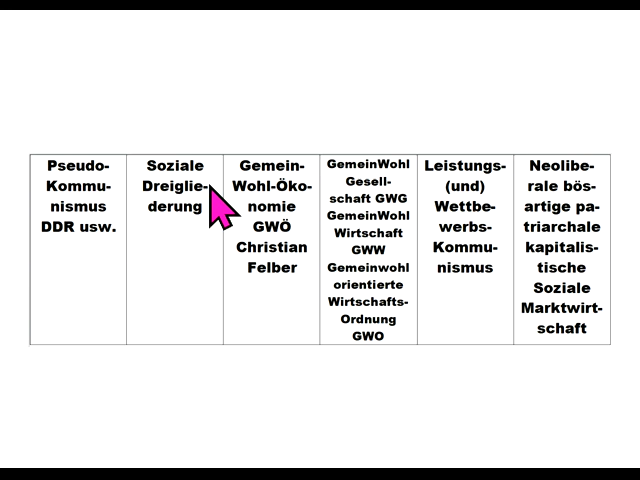 Pseudo-
Kommu-
nismus
DDR usw.
Soziale
Dreiglie-
derung
Gemein-
Wohl-Öko-
nomie
GWÖ
Christian
Felber
GemeinWohl
Gesell-
schaft GWG
GemeinWohl
Wirtschaft
GWW
Gemeinwohl
orientierte
Wirtschafts-
Ordnung
GWO
Leistungs-
(und)
Wettbe-
werbs-
Kommu-
nismus
Neolibe-
rale bös-
artige pa-
triarchale
kapitalis-
tische
Soziale
Marktwirt-
schaft